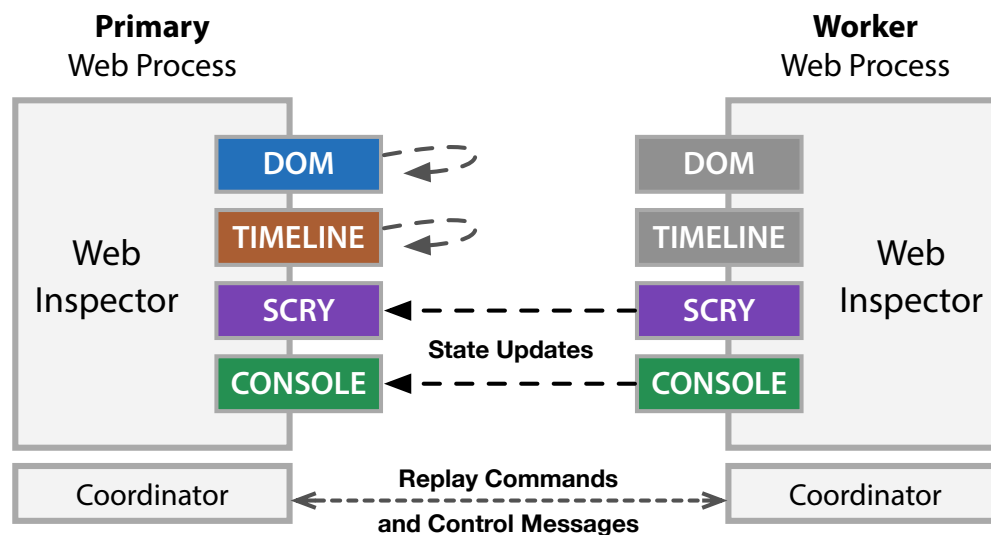 Primary
Web Process
Worker
Web Process
DOM
DOM
TIMELINE
TIMELINE
Web
Inspector
Web
Inspector
SCRY
SCRY
State Updates
CONSOLE
CONSOLE
Coordinator
Replay Commands
and Control Messages
Coordinator